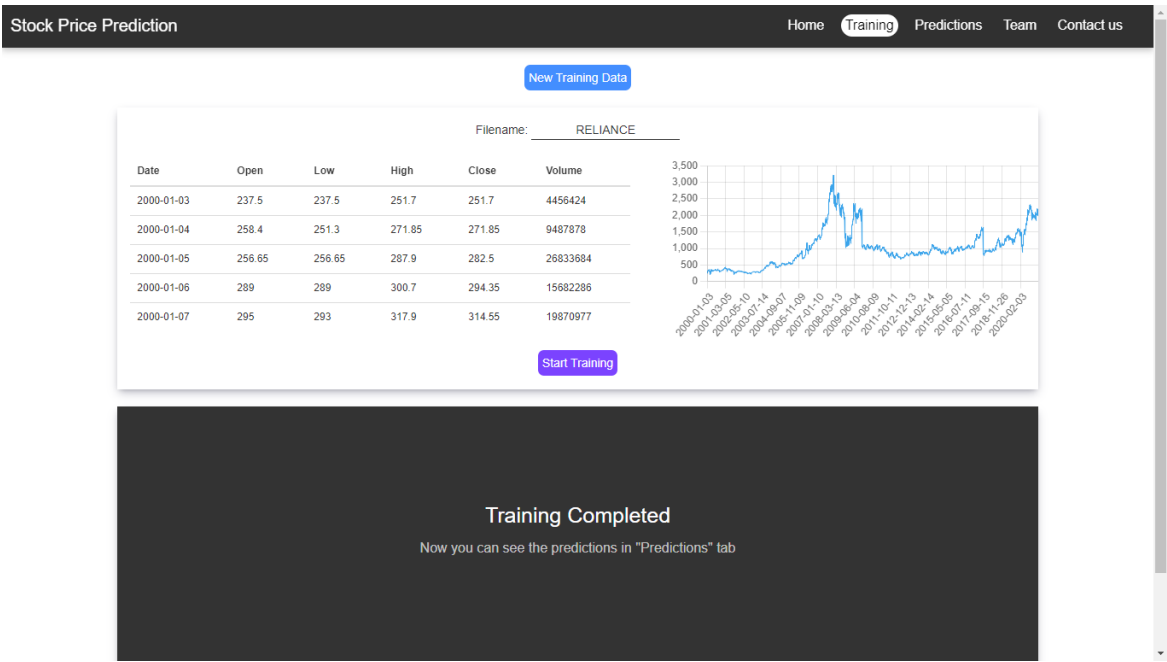 Stock Price Prediction Home Training Predictions Team Contact us
New Training Data
Filename: RELIANCE
Date Open Low High Close Volume
2000-01-03 237.5 237.5 251.7 251.7 4456424
2000-01-04 258.4 251.3 271.85 271.85 9487878
2000-01-05 256.65 256.65 287.9 282.5 26833684
2000-01-06 289 289 300.7 294.35 15682286
2000-01-07 295 293 317.9 314.55 19870977
3,500
3,000
2,500
2,000
1,500
1,000
500
0
2000-01-03
2001-03-05
2002-05-10
2003-07-14
2004-09-07
2005-11-09
2007-01-10
2008-03-13
2009-06-04
2010-08-09
2011-10-11
2012-12-13
2014-02-14
2015-05-05
2016-07-11
2017-09-15
2018-11-26
2020-02-03
Start Training
Training Completed
Now you can see the predictions in "Predictions" tab